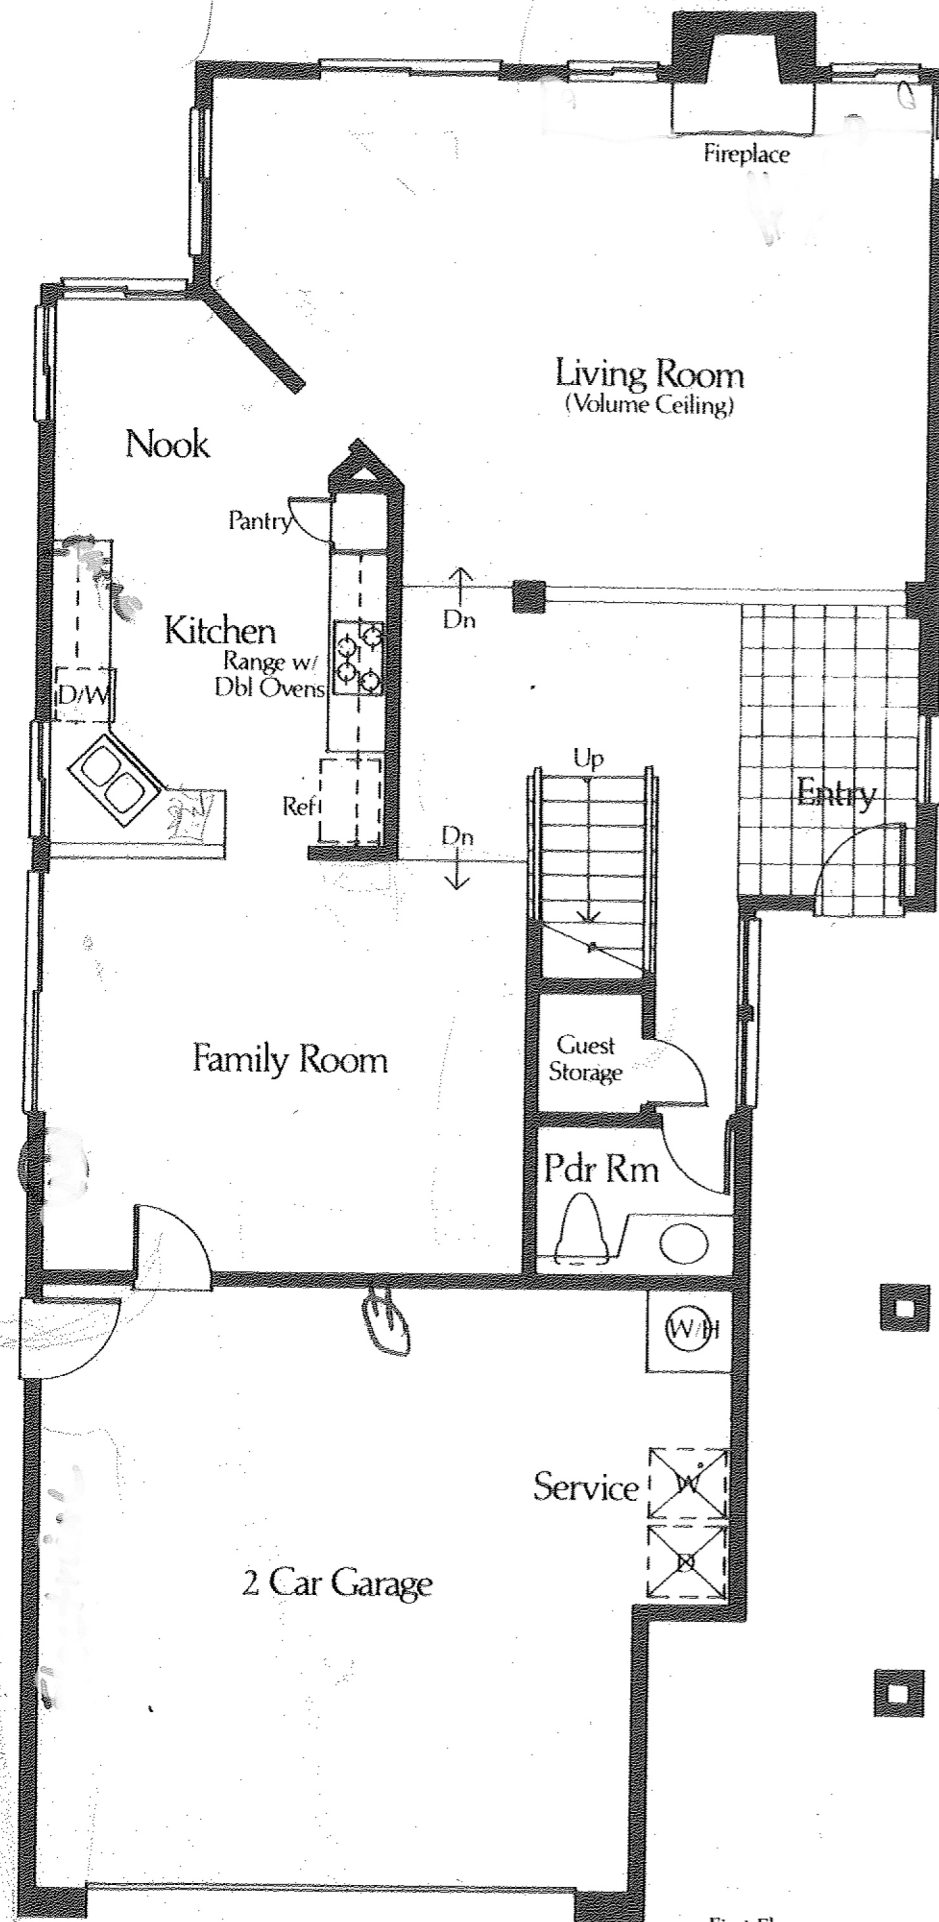 Fireplace
Living Room
(Volume Ceiling)
Nook
Pantry
Dn
Kitchen
Range w/
Dbl Ovens
D/W
Up
Entry
Ref
Dn
Guest
Storage
Family Room
Pdr Rm
W/H
Service
W
D
2 Car Garage